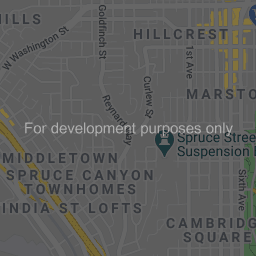 HILLS
W Washington St
Goldfinch St
HILLCREST
1st Ave
Curlew St
Reynard Way
MARSTO
For development purposes only
Spruce Stree
Suspension
MIDDLETOWN
SPRUCE CANYON
TOWNHOMES
INDIA ST LOFTS
Sixth Ave
CAMBRIDG
SQUARE